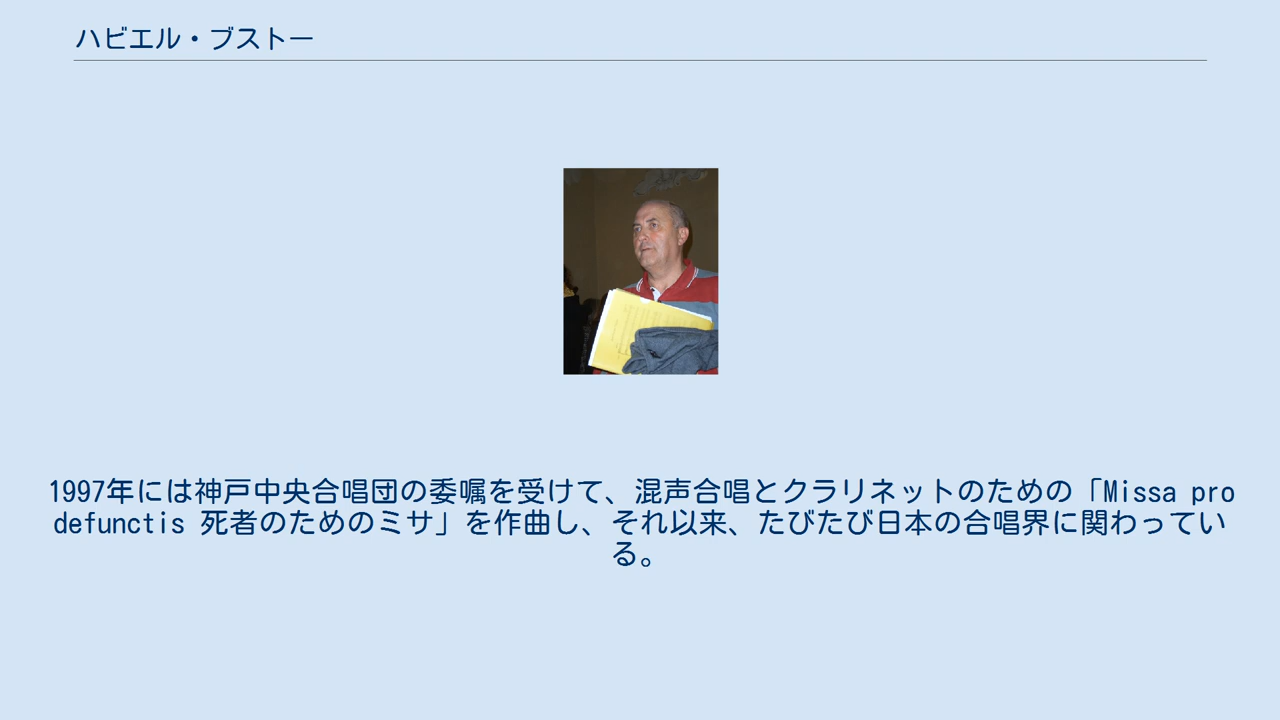 ハビエル・ブストー
1997年には神戸中央合唱団の委嘱を受けて、混声合唱とクラリネットのための「Missa pro
defunctis 死者のためのミサ」を作曲し、それ以来、たびたび日本の合唱界に関わってい
る。